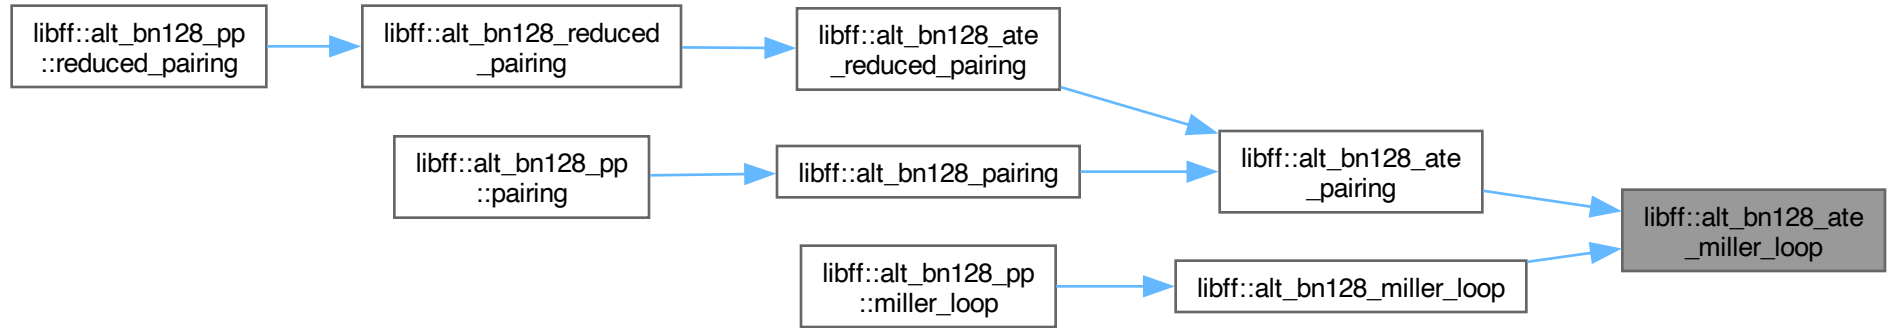 libff::alt_bn128_pp
::reduced_pairing
libff::alt_bn128_reduced
_pairing
libff::alt_bn128_ate
_reduced_pairing
libff::alt_bn128_pp
::pairing
libff::alt_bn128_pairing
libff::alt_bn128_ate
_pairing
libff::alt_bn128_ate
_miller_loop
libff::alt_bn128_pp
::miller_loop
libff::alt_bn128_miller_loop